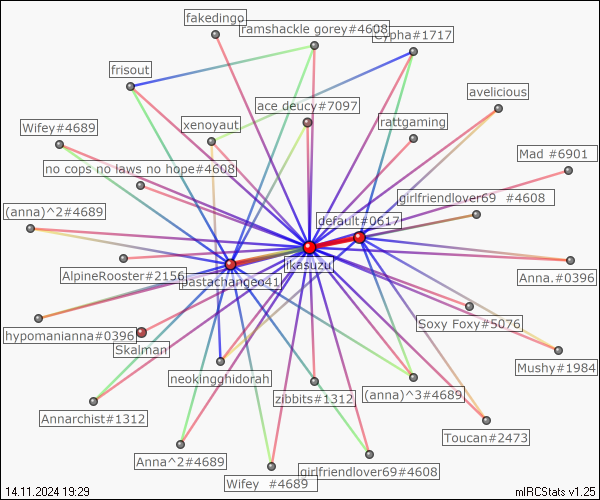 fakedingo
ramshackle gorey#4608
Cypha#1717
frisout
avelicious
ace deucy#7097
Wifey#4689
xenoyaut
rattgaming
Mad #6901
no cops no laws no hope#4608
girlfriendlover69 #4608
(anna)^2#4689
default#0617
AlpineRooster#2156
likasuzu
Anna.#0396
pastachangeo41
hypomanianna#0396
Soxy Foxy#5076
Skalman
Mushy#1984
neokingghidorah
zibbits#1312
(anna)^3#4689
Annarchist#1312
Toucan#2473
Anna^2#4689
girlfriendlover69#4608
Wifey #4689
14.11.2024 19:29
mIRCStats v1.25